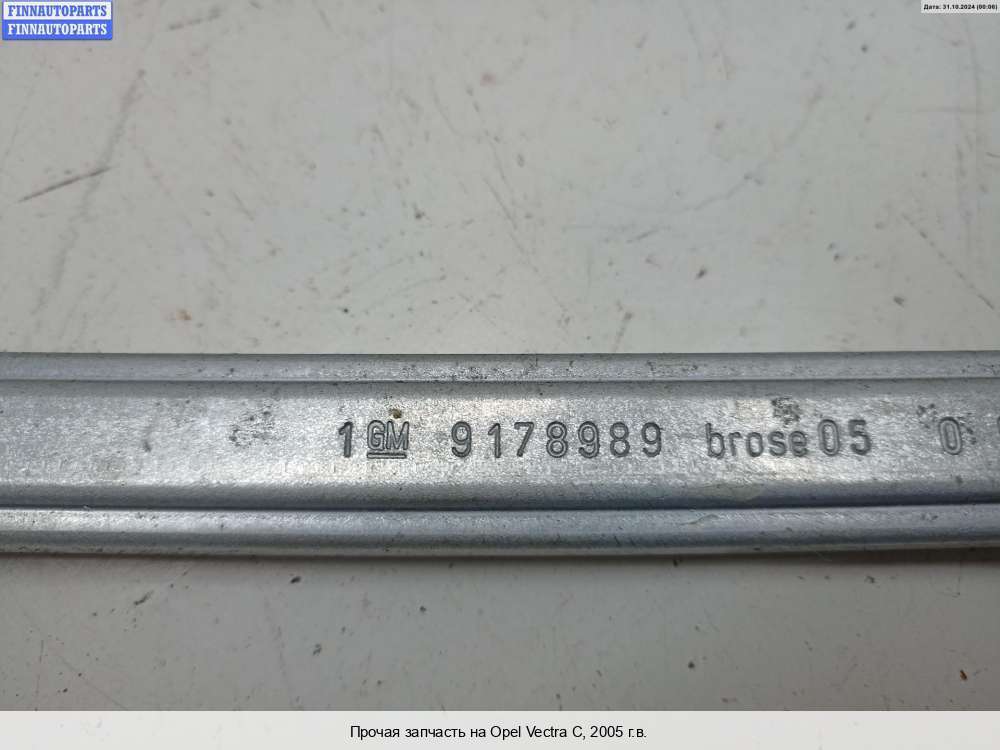 FINNAUTOPARTS
FINNAUTOPARTS
Дата: 31.10.2024 (00:06)
1 GM 9178989 brose 05 0
Прочая запчасть на Opel Vectra C, 2005 г.в.